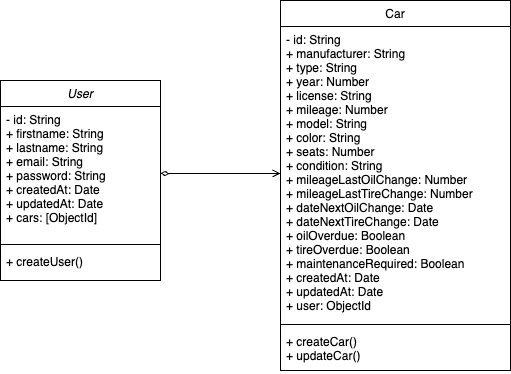 User
- id: String
+ firstname: String
+ lastname: String
+ email: String
+ password: String
+ createdAt: Date
+ updatedAt: Date
+ cars: [ObjectId]
+ createUser()
Car
- id: String
+ manufacturer: String
+ type: String
+ year: Number
+ license: String
+ mileage: Number
+ model: String
+ color: String
+ seats: Number
+ condition: String
+ mileageLastOilChange: Number
+ mileageLastTireChange: Number
+ dateNextOilChange: Date
+ dateNextTireChange: Date
+ oilOverdue: Boolean
+ tireOverdue: Boolean
+ maintenanceRequired: Boolean
+ createdAt: Date
+ updatedAt: Date
+ user: ObjectId
+ createCar()
+ updateCar()